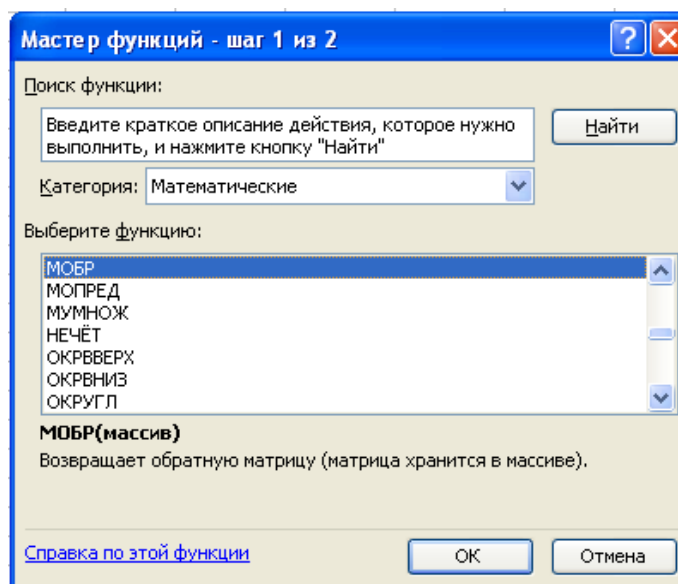 Мастер функций - шаг 1 из 2
Поиск функции:
Введите краткое описание действия, которое нужно
выполнить, и нажмите кнопку "Найти"
Найти
Категория: Математические
Выберите функцию:
МОБР
МОПРЕД
МУМНОЖ
НЕЧЁТ
ОКРВВЕРХ
ОКРВНИЗ
ОКРУГЛ
МОБР(массив)
Возвращает обратную матрицу (матрица хранится в массиве).
Справка по этой функции
ОК
Отмена